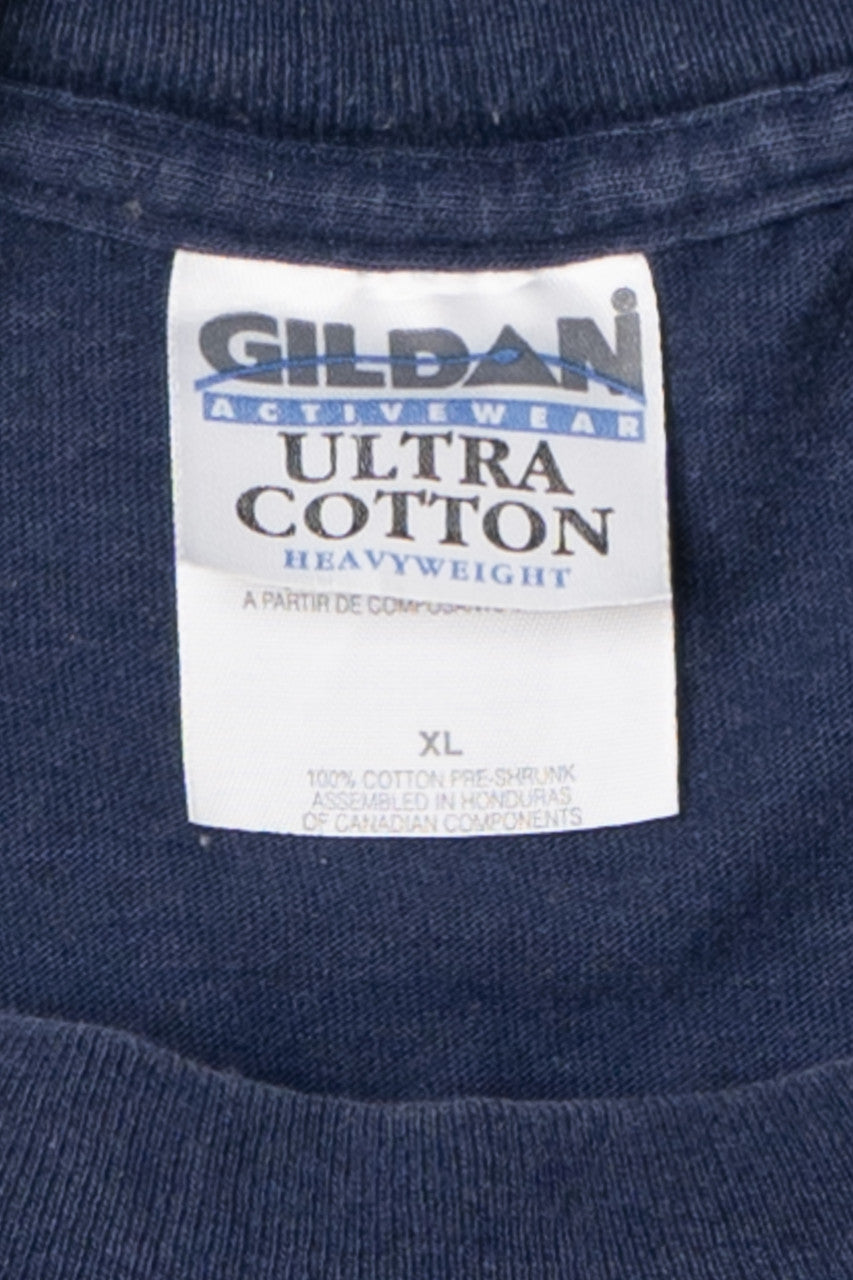 GILDAN®
ACTIVEWEAR
ULTRA
COTTON
HEAVYWEIGHT
A PARTIR DE
XL
100% COTTON PRE-SHRUNK
ASSEMBLED IN HONDURAS
OF CANADIAN COMPONENTS